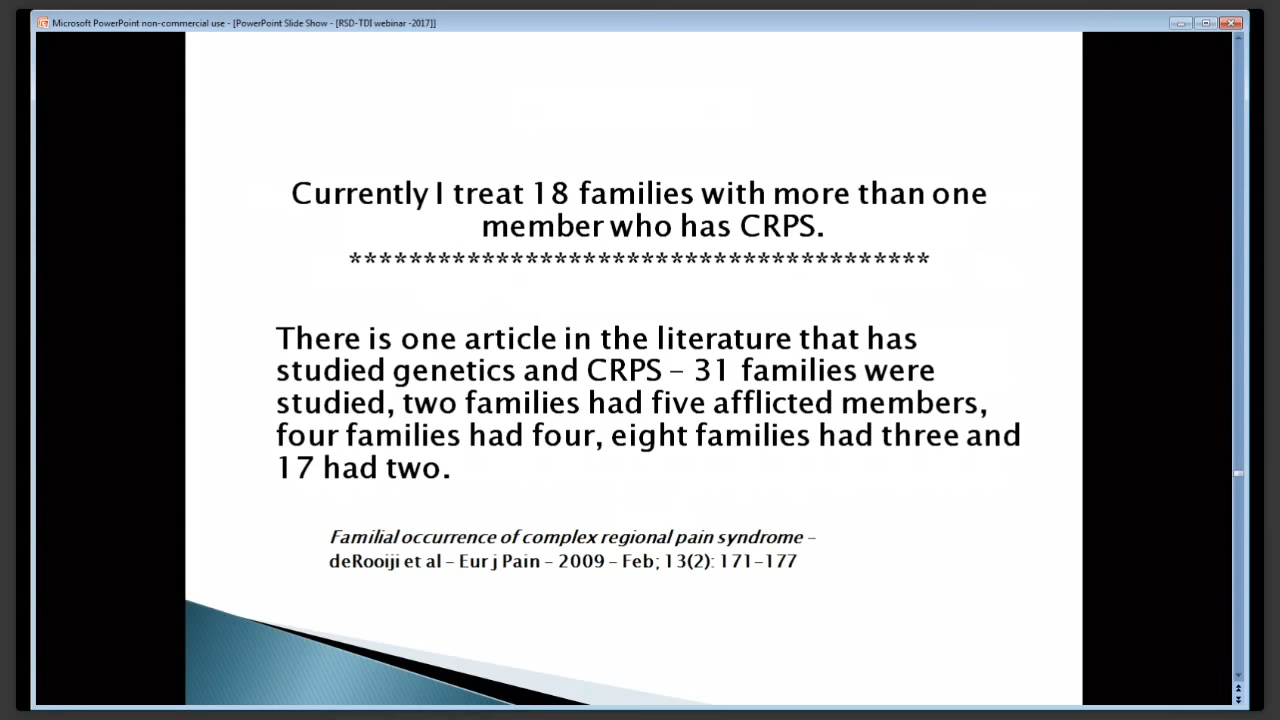 Microsoft PowerPoint non-commercial use - [PowerPoint Slide Show - [RSD-TDI webinar -2017]]
Currently I treat 18 families with more than one
member who has CRPS.
***************************************
There is one article in the literature that has
studied genetics and CRPS – 31 families were
studied, two families had five afflicted members,
four families had four, eight families had three and
17 had two.
Familial occurrence of complex regional pain syndrome –
deRooiji et al – Eur j Pain – 2009 – Feb; 13(2): 171–177